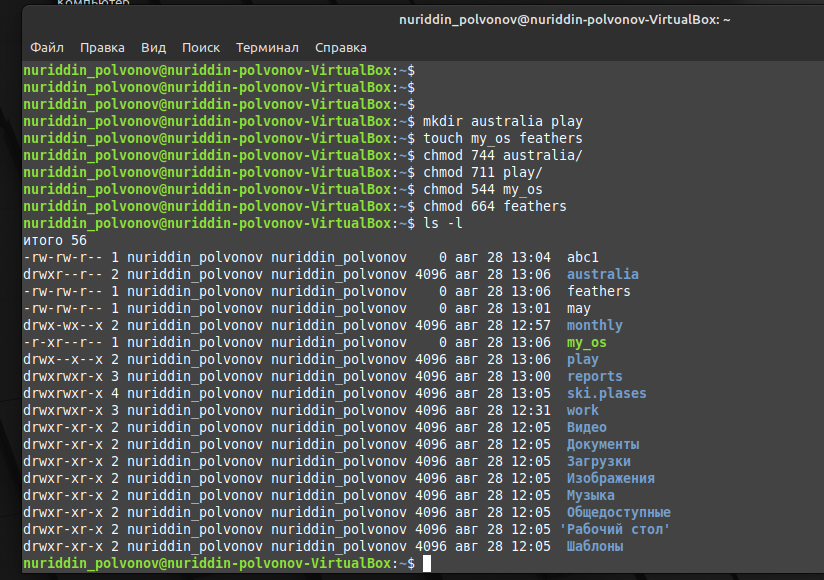 Компьютер
nuriddin_polvonov@nuriddin-polvonov-VirtualBox: ~
Файл Правка Вид Поиск Терминал Справка
nuriddin_polvonov@nuriddin-polvonov-VirtualBox:~$
nuriddin_polvonov@nuriddin-polvonov-VirtualBox:~$
nuriddin_polvonov@nuriddin-polvonov-VirtualBox:~$
nuriddin_polvonov@nuriddin-polvonov-VirtualBox:~$ mkdir australia play
nuriddin_polvonov@nuriddin-polvonov-VirtualBox:~$ touch my_os feathers
nuriddin_polvonov@nuriddin-polvonov-VirtualBox:~$ chmod 744 australia/
nuriddin_polvonov@nuriddin-polvonov-VirtualBox:~$ chmod 711 play/
nuriddin_polvonov@nuriddin-polvonov-VirtualBox:~$ chmod 544 my_os
nuriddin_polvonov@nuriddin-polvonov-VirtualBox:~$ chmod 664 feathers
nuriddin_polvonov@nuriddin-polvonov-VirtualBox:~$ ls -l
итого 56
-rw-rw-r-- 1 nuriddin_polvonov nuriddin_polvonov    0 авг 28 13:04  abc1
drwxr--r-- 2 nuriddin_polvonov nuriddin_polvonov 4096 авг 28 13:06  australia
-rw-rw-r-- 1 nuriddin_polvonov nuriddin_polvonov    0 авг 28 13:06  feathers
-rw-rw-r-- 1 nuriddin_polvonov nuriddin_polvonov    0 авг 28 13:01  may
drwx-wx--x 2 nuriddin_polvonov nuriddin_polvonov 4096 авг 28 12:57  monthly
-r-xr--r-- 1 nuriddin_polvonov nuriddin_polvonov    0 авг 28 13:06  my_os
drwx--x--x 2 nuriddin_polvonov nuriddin_polvonov 4096 авг 28 13:06  play
drwxrwxr-x 3 nuriddin_polvonov nuriddin_polvonov 4096 авг 28 13:00  reports
drwxrwxr-x 4 nuriddin_polvonov nuriddin_polvonov 4096 авг 28 13:05  ski.plases
drwxrwxr-x 3 nuriddin_polvonov nuriddin_polvonov 4096 авг 28 12:31  work
drwxr-xr-x 2 nuriddin_polvonov nuriddin_polvonov 4096 авг 28 12:05  Видео
drwxr-xr-x 2 nuriddin_polvonov nuriddin_polvonov 4096 авг 28 12:05  Документы
drwxr-xr-x 2 nuriddin_polvonov nuriddin_polvonov 4096 авг 28 12:05  Загрузки
drwxr-xr-x 2 nuriddin_polvonov nuriddin_polvonov 4096 авг 28 12:05  Изображения
drwxr-xr-x 2 nuriddin_polvonov nuriddin_polvonov 4096 авг 28 12:05  Музыка
drwxr-xr-x 2 nuriddin_polvonov nuriddin_polvonov 4096 авг 28 12:05  Общедоступные
drwxr-xr-x 2 nuriddin_polvonov nuriddin_polvonov 4096 авг 28 12:05 'Рабочий стол'
drwxr-xr-x 2 nuriddin_polvonov nuriddin_polvonov 4096 авг 28 12:05  Шаблоны
nuriddin_polvonov@nuriddin-polvonov-VirtualBox:~$